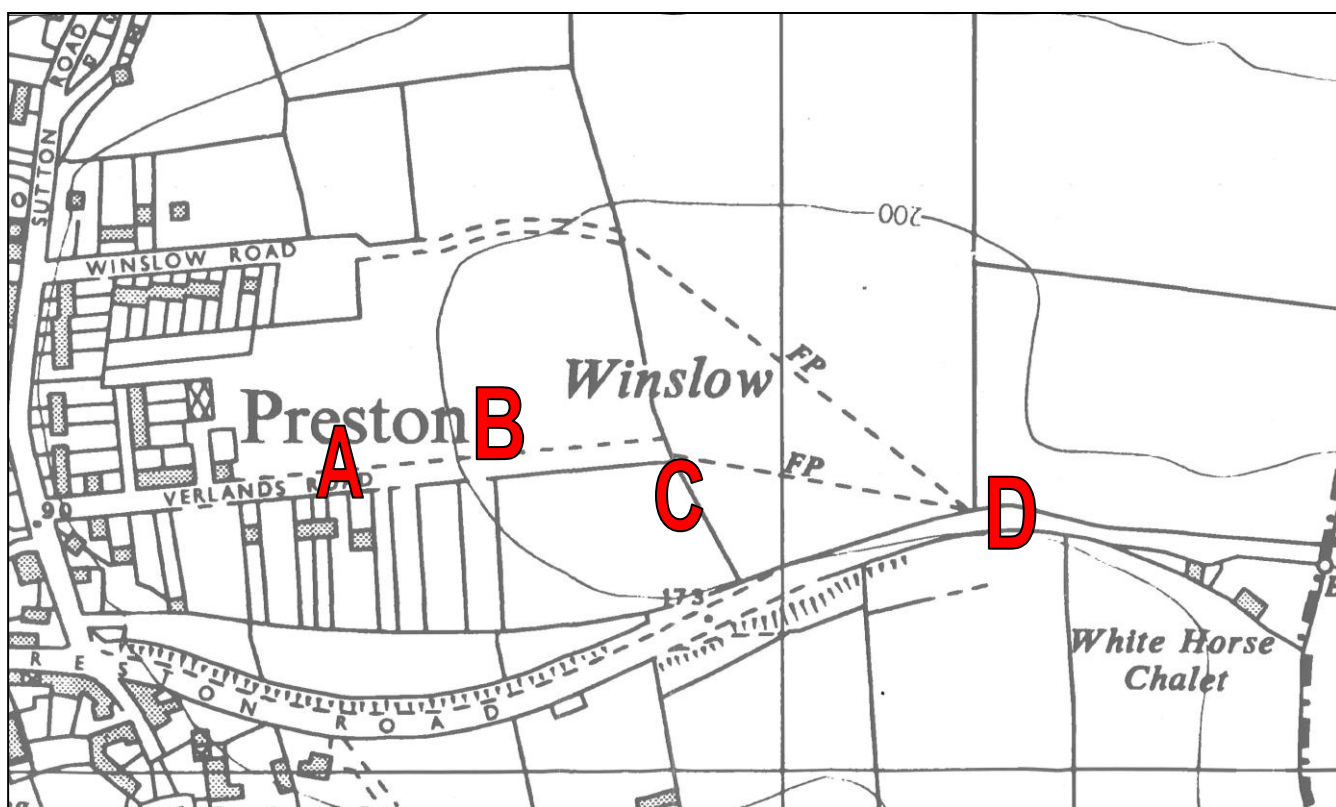 ROAD
SUTTON
WINSLOW ROAD
200
FP
Winslow
Preston
B
A
FP
VERLANDS ROAD
C
D
.90
173
White Horse
Chalet
RESTON ROAD